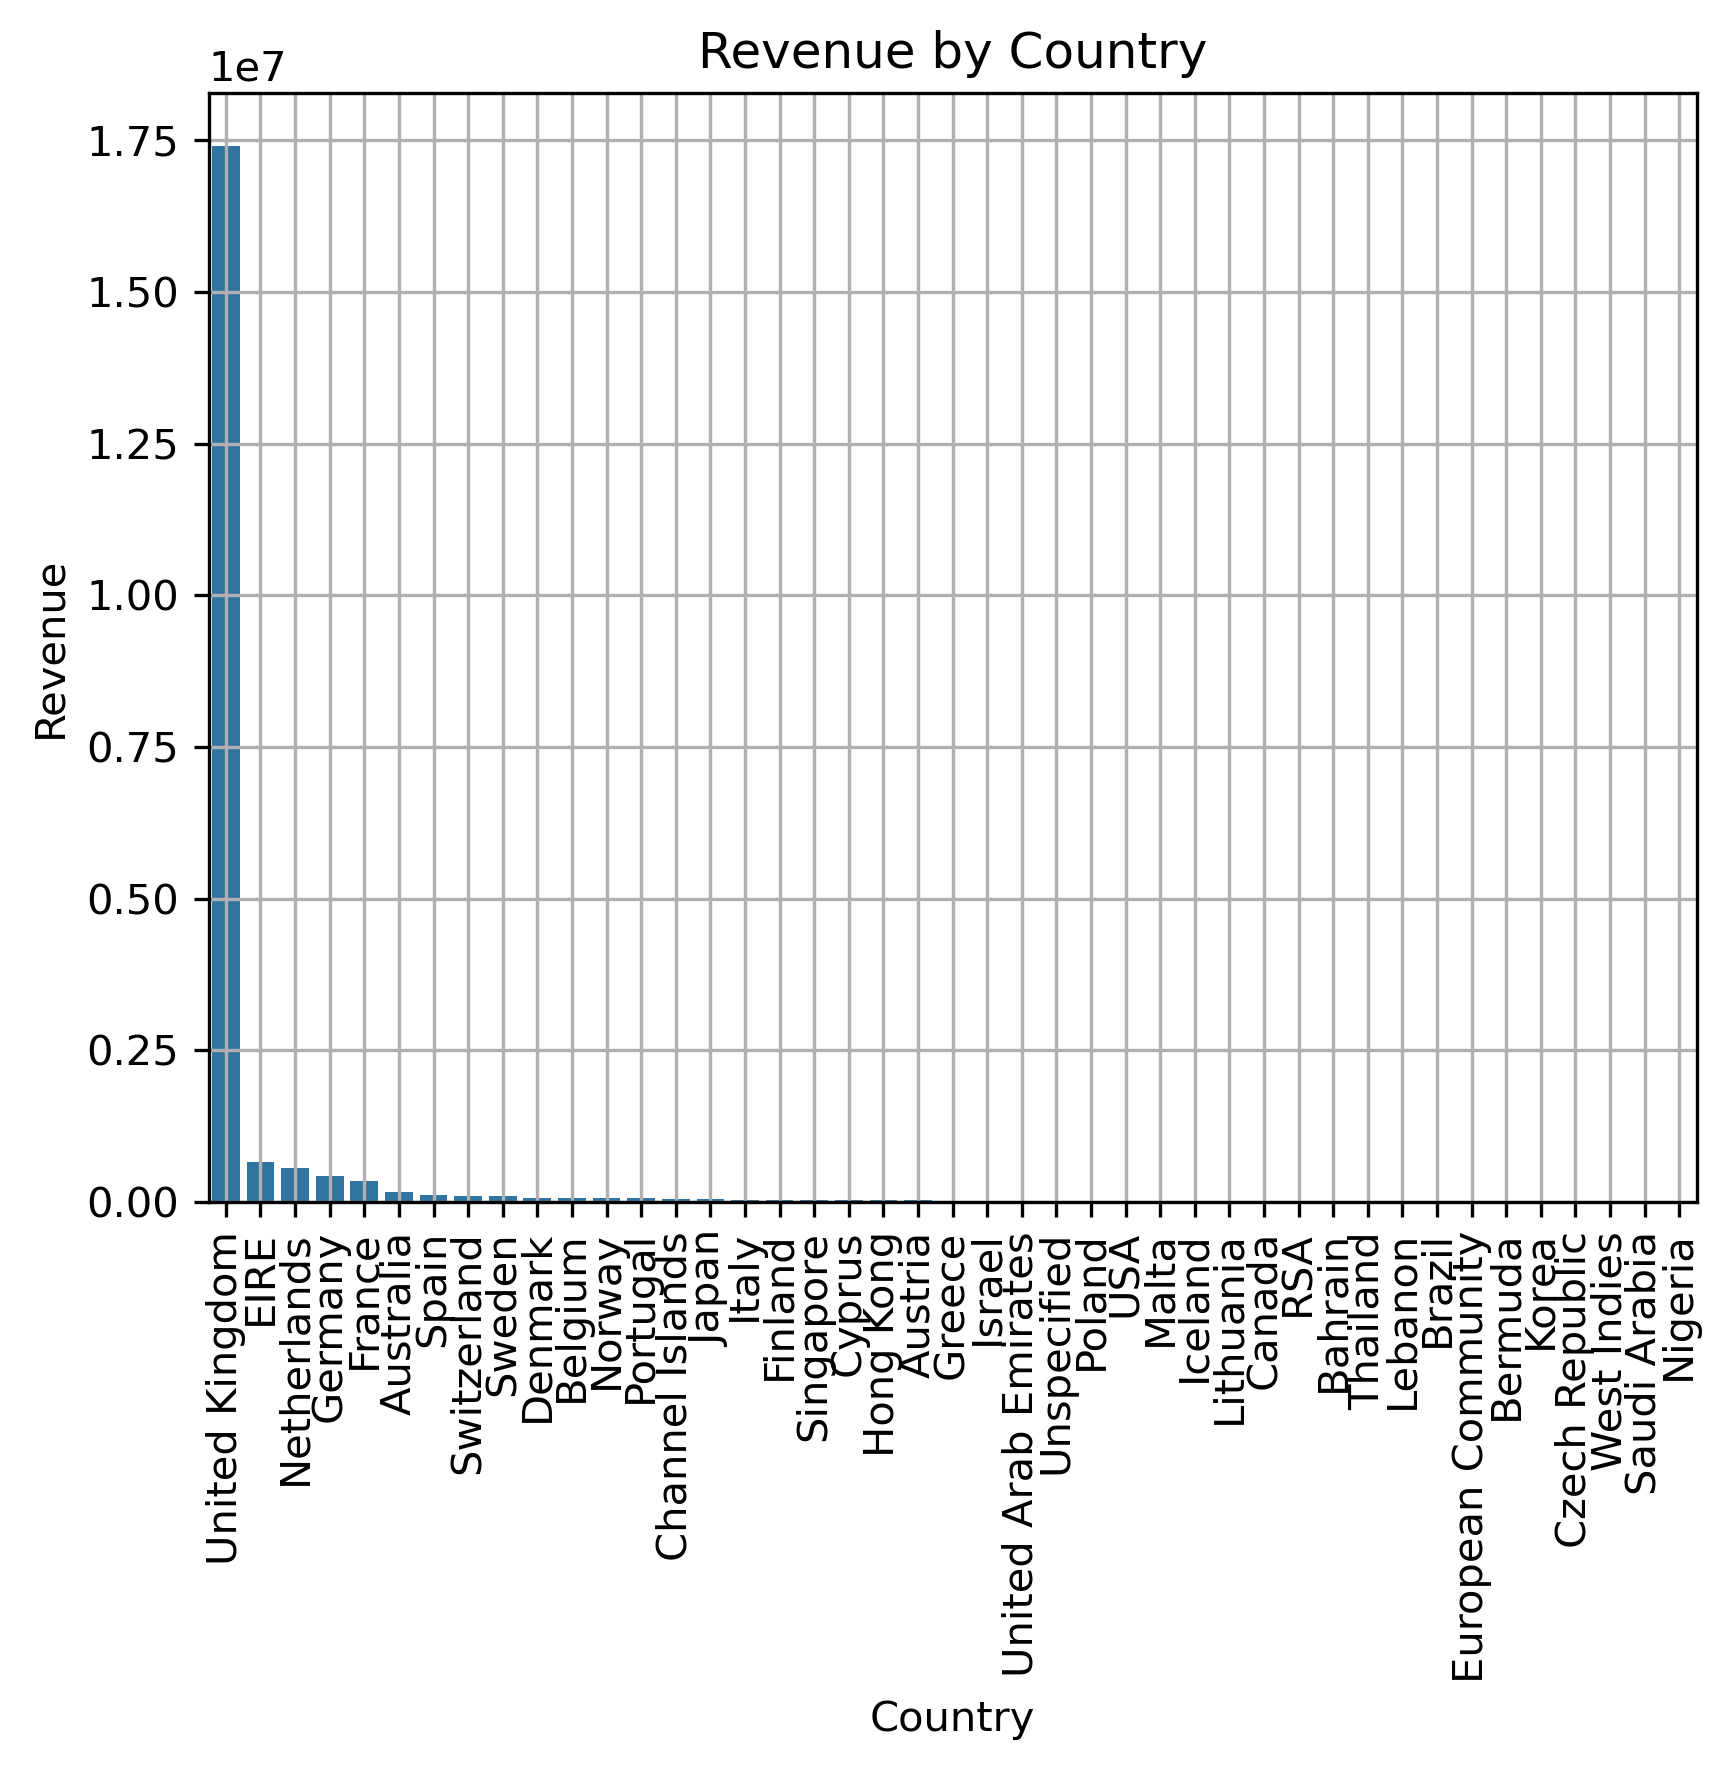 Revenue by Country
1e7
1.75
1.50
1.25
1.00
0.75
0.50
0.25
0.00
Revenue
United Kingdom
EIRE
Netherlands
Germany
France
Australia
Spain
Switzerland
Sweden
Denmark
Belgium
Norway
Portugal
Channel Islands
Japan
Italy
Finland
Singapore
Cyprus
Hong Kong
Austria
Greece
Israel
United Arab Emirates
Unspecified
Poland
USA
Malta
Iceland
Lithuania
Canada
RSA
Bahrain
Thailand
Lebanon
Brazil
European Community
Bermuda
Korea
Czech Republic
West Indies
Saudi Arabia
Nigeria
Country